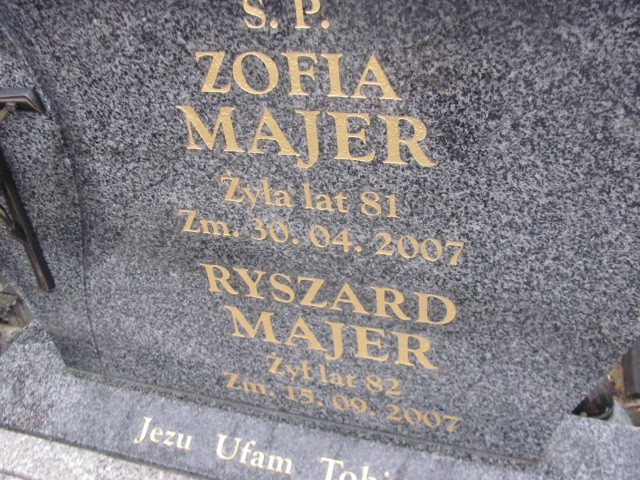 Ś. P.
ZOFIA
MAJER
Żyła lat 81
Zm. 30. 04. 2007
RYSZARD
MAJER
Żył lat 82
Zm. 15. 09. 2007
Jezu Ufam Tobi